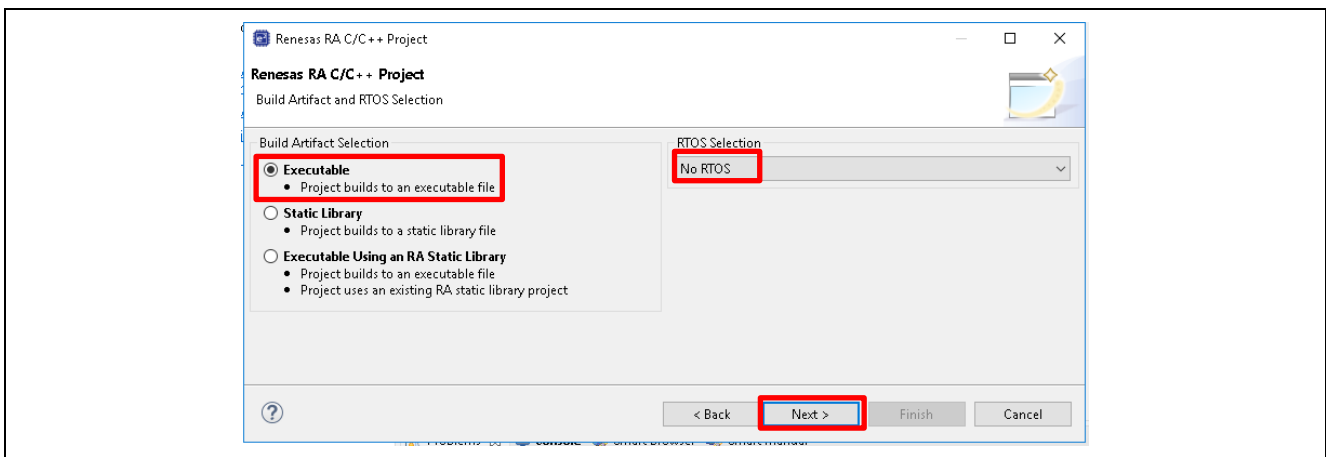 Renesas RA C/C++ Project
Renesas RA C/C++ Project
Build Artifact and RTOS Selection
Build Artifact Selection
Executable
• Project builds to an executable file
Static Library
• Project builds to a static library file
Executable Using an RA Static Library
• Project builds to an executable file
• Project uses an existing RA static library project
RTOS Selection
No RTOS
< Back
Next >
Finish
Cancel